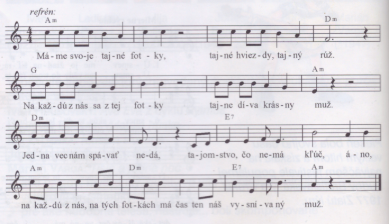 refrén:
Am Dm
Má-me svo-je taj-né fot-ky, taj-né hviez-dy, taj-ný rúž.
G Am
Na kaž-dú z nás sa z tej fot-ky taj-ne dí-va krás-ny muž.
Dm Am Dm E7
Jed-na vec nám spá-vať ne-dá, ta-jom-stvo, čo ne-má kľúč, á-no,
Am Dm E7 Am
na kaž-dú z nás, na tých fot-kách má čas ten náš vy-sní-va-ný muž.